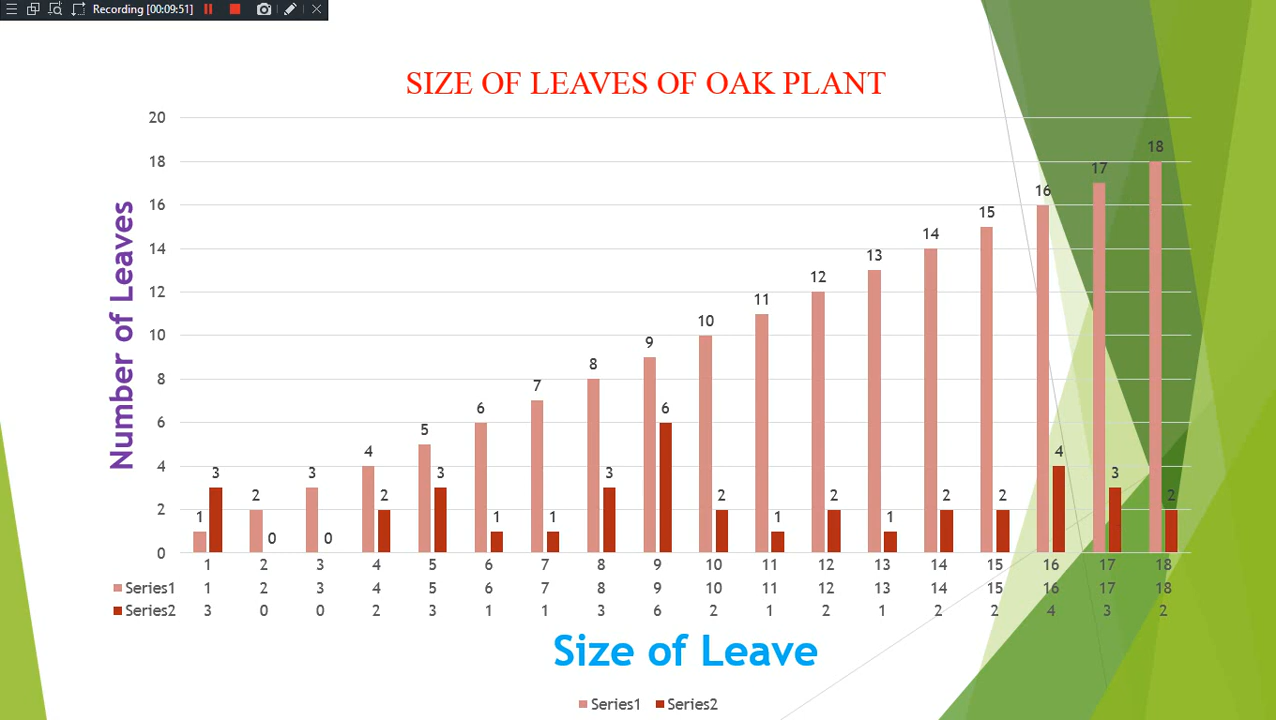 Recording [00:09:51]
SIZE OF LEAVES OF OAK PLANT
Number of Leaves
20
18
16
14
12
10
8
6
4
2
0
1 3 2 0 3 0 4 2 5 3 6 1 7 1 8 3 9 6 10 2 11 1 12 2 13 1 14 2 15 2 16 4 17 3 18 2
1 2 3 4 5 6 7 8 9 10 11 12 13 14 15 16 17 18
Series1 1 2 3 4 5 6 7 8 9 10 11 12 13 14 15 16 17 18
Series2 3 0 0 2 3 1 1 3 6 2 1 2 1 2 2 4 3 2
Size of Leave
Series1 Series2